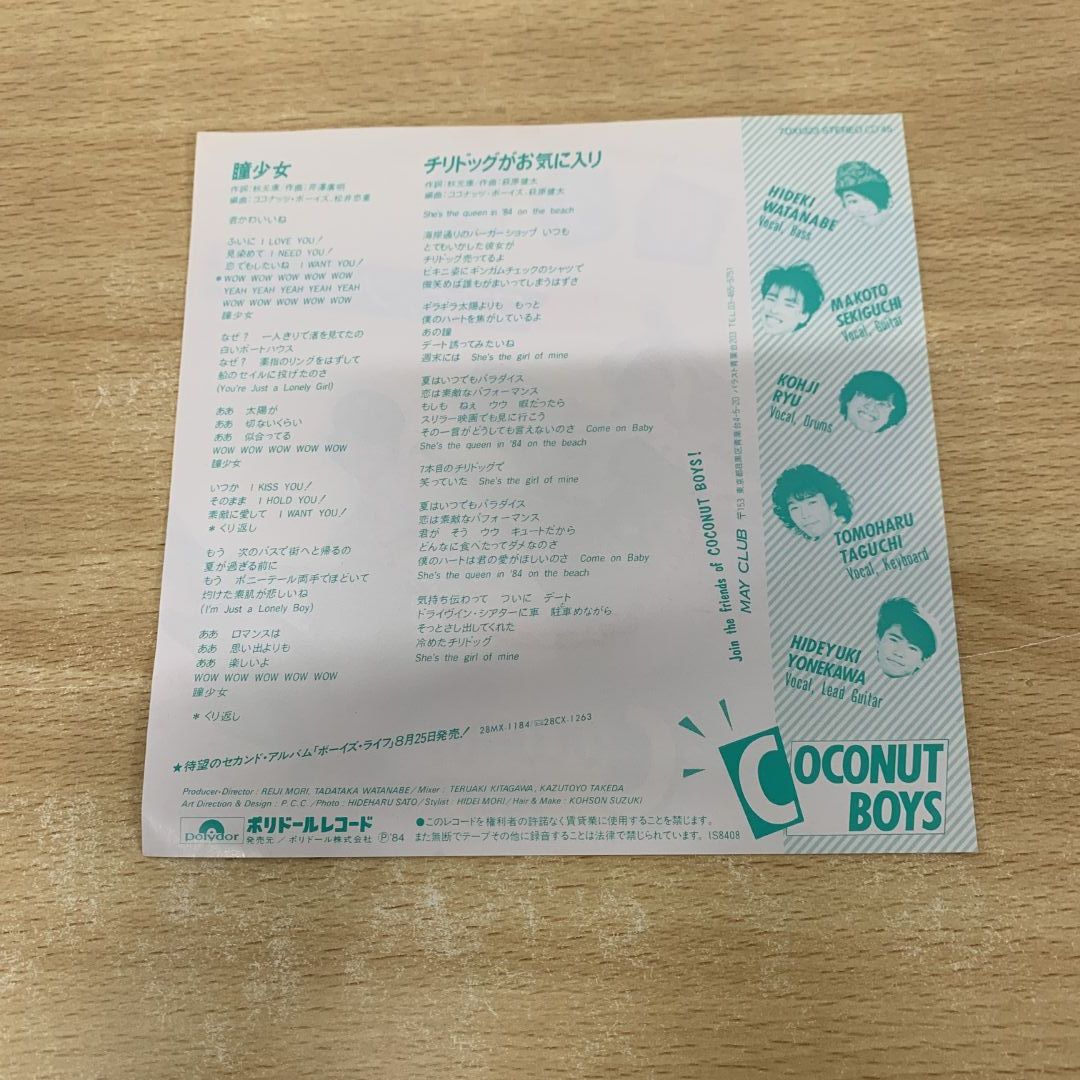 瞳少女
作詞：秋元康 作曲：芹澤廣明
編曲：ココナッツ・ボーイズ、松井忠重
君かわいいね
ふいに I LOVE YOU!
見染めて I NEED YOU!
恋でもしたいね I WANT YOU!
* WOW WOW WOW WOW WOW
YEAH YEAH YEAH YEAH YEAH
WOW WOW WOW WOW WOW
瞳少女
なぜ？ 一人きりで渚を見てたの
白いボートハウス
なぜ？ 薬指のリングをはずして
船のセイルに投げたのさ
(You're Just a Lonely Girl)
ああ 太陽が
ああ 切ないくらい
ああ 似合ってる
WOW WOW WOW WOW WOW
瞳少女
いつか I KISS YOU!
そのまま I HOLD YOU!
素敵に愛して I WANT YOU!
* くり返し
もう 次のバスで街へと帰るの
夏が過ぎる前に
もう ポニーテール両手でほどいて
灼けた素肌が悲しいね
(I'm Just a Lonely Boy)
ああ ロマンスは
ああ 思い出よりも
ああ 楽しいよ
WOW WOW WOW WOW WOW
瞳少女
* くり返し
チリドッグがお気に入り
作詞：秋元康・作曲：萩原健太
編曲：ココナッツ・ボーイズ、萩原健太
She's the queen in '84 on the beach
海岸通りのバーガーショップ いつも
とてもいかした彼女が
チリドッグ売ってるよ
ビキニ姿にギンガムチェックのシャツで
微笑めば誰もがまいってしまうはずさ
ギラギラ太陽よりも もっと
僕のハートを焦がしているよ
あの瞳
デート誘ってみたいね
週末には She's the girl of mine
夏はいつでもパラダイス
恋は素敵なパフォーマンス
もしも ねぇ ウウ 暇だったら
スリラー映画でも見に行こう
その一言がどうしても言えないのさ Come on Baby
She's the queen in '84 on the beach
7本目のチリドッグで
笑っていた She's the girl of mine
夏はいつでもパラダイス
恋は素敵なパフォーマンス
君が そう ウウ キュートだから
どんなに食べたってダメなのさ
僕のハートは君の愛がほしいのさ Come on Baby
She's the queen in '84 on the beach
気持ち伝わって ついに デート
ドライヴイン・シアターに車 駐車めながら
そっとさし出してくれた
冷めたチリドッグ
She's the girl of mine
★待望のセカンド・アルバム「ボーイズ・ライフ」8月25日発売! 28MX-1184/28CX-1263
Producer・Director : REIJI MORI, TADATAKA WATANABE/Mixer : TERUAKI KITAGAWA, KAZUTOYO TAKEDA
Art Direction & Design : P.C.C./Photo : HIDEHARU SATO/Stylist : HIDEI MORI/Hair & Make : KOHSON SUZUKI
polydor
ポリドールレコード
発売元／ポリドール株式会社 Ⓟ'84
●このレコードを権利者の許諾なく賃貸業に使用することを禁じます。
また無断でテープその他に録音することは法律で禁じられています。 IS8408
Join the friends of COCONUT BOYS!
MAY CLUB 〒153 東京都目黒区青葉台4-5-20 パラスト青葉台203 TEL.03-465-5751
7DX1323 STEREO
HIDEKI
WATANABE
Vocal, Bass
MAKOTO
SEKIGUCHI
Vocal, Guitar
KOHJI
RYU
Vocal, Drums
TOMOHARU
TAGUCHI
Vocal, Keyboard
HIDEYUKI
YONEKAWA
Vocal, Lead Guitar
COCONUT
BOYS